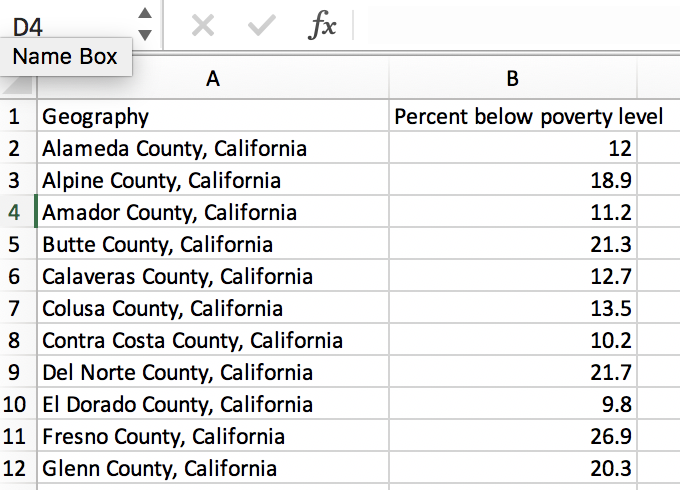 D4 fx
Name Box
A B
1 Geography Percent below poverty level
2 Alameda County, California 12
3 Alpine County, California 18.9
4 Amador County, California 11.2
5 Butte County, California 21.3
6 Calaveras County, California 12.7
7 Colusa County, California 13.5
8 Contra Costa County, California 10.2
9 Del Norte County, California 21.7
10 El Dorado County, California 9.8
11 Fresno County, California 26.9
12 Glenn County, California 20.3